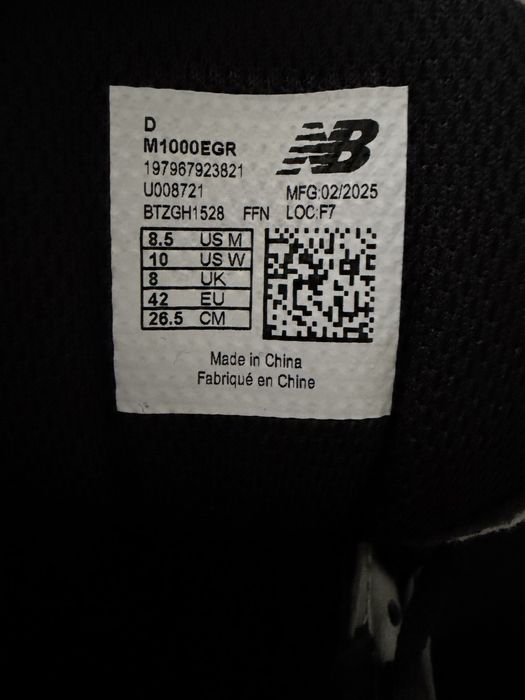 D
M1000EGR
197967923821
U008721 MFG:02/2025
BTZGH1528 FFN LOC:F7
NB
8.5 US M
10 US W
8 UK
42 EU
26.5 CM
Made in China
Fabriqué en Chine